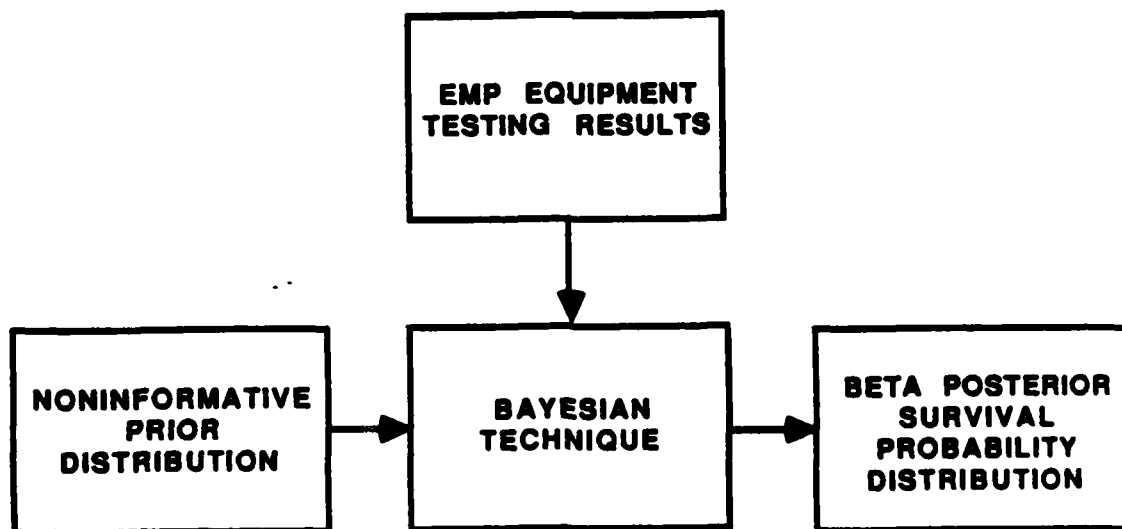 EMP EQUIPMENT
TESTING RESULTS
NONINFORMATIVE
PRIOR
DISTRIBUTION
BAYESIAN
TECHNIQUE
BETA POSTERIOR
SURVIVAL
PROBABILITY
DISTRIBUTION